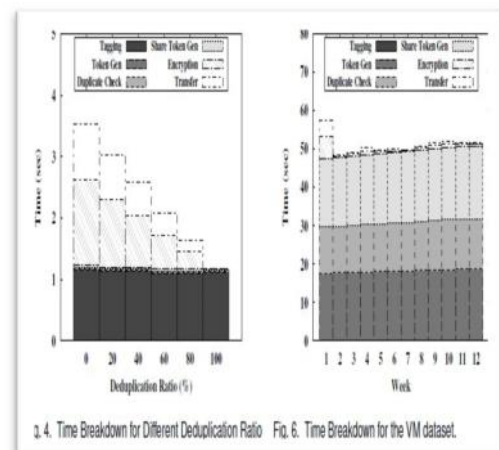 5
4
3
2
1
0
Time (sec)
Tagging
Token Gen
Duplicate Check
Share Token Gen
Encryption
Transfer
0 20 40 60 80 100
Deduplication Ratio (%)
80
70
60
50
40
30
20
10
0
Time (sec)
Tagging
Token Gen
Duplicate Check
Share Token Gen
Encryption
Transfer
1 2 3 4 5 6 7 8 9 10 11 12
Week
g. 4. Time Breakdown for Different Deduplication Ratio
Fig. 6. Time Breakdown for the VM dataset.